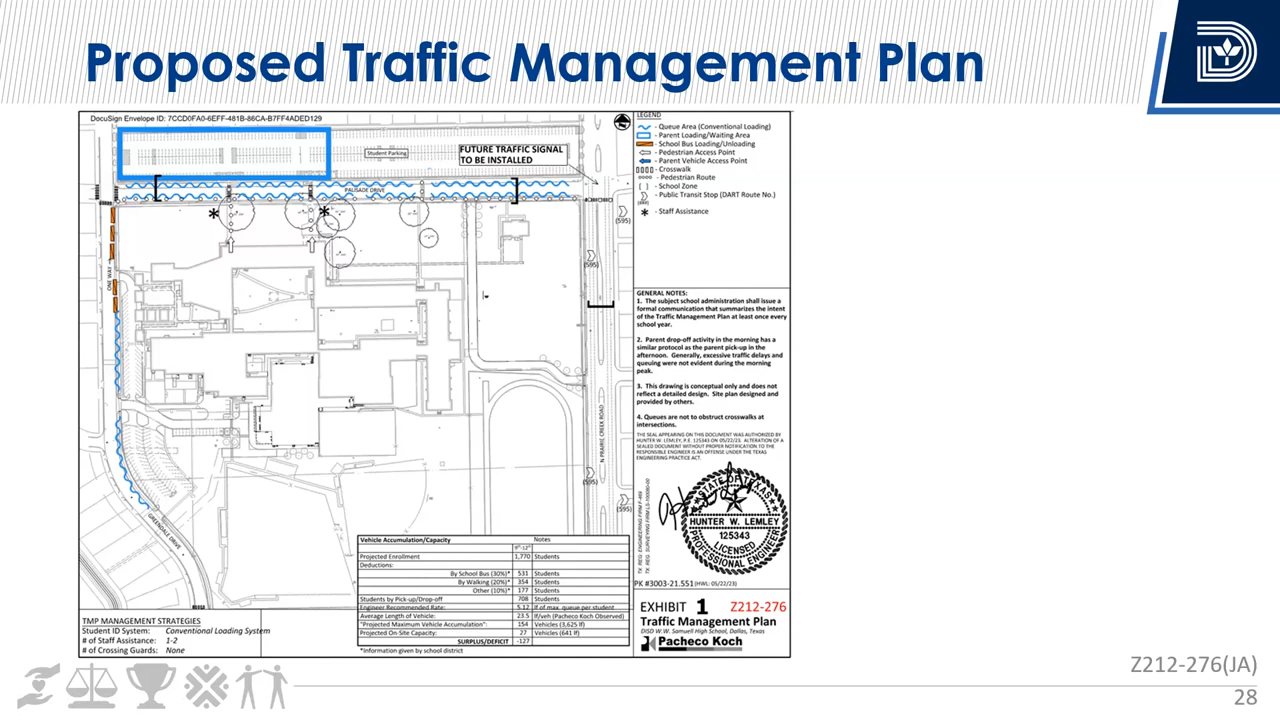 Proposed Traffic Management Plan
DocuSign Envelope ID: 7CCD0FA0-6EFF-481B-86CA-B7FF4ADED129
Student Parking
FUTURE TRAFFIC SIGNAL
TO BE INSTALLED
PALISADE DRIVE
ONE WAY
(595)
(595)
N PRAIRIE CREEK ROAD
(595)
(595)
GREENDALE DRIVE
LEGEND
- Queue Area (Conventional Loading)
- Parent Loading/Waiting Area
- School Bus Loading/Unloading
- Pedestrian Access Point
- Parent Vehicle Access Point
- Crosswalk
- Pedestrian Route
- School Zone
- Public Transit Stop (DART Route No.)
- Staff Assistance
GENERAL NOTES:
1. The subject school administration shall issue a
formal communication that summarizes the intent
of the Traffic Management Plan at least once every
school year.
2. Parent drop-off activity in the morning has a
similar protocol as the parent pick-up in the
afternoon. Generally, excessive traffic delays and
queuing were not evident during the morning
peak.
3. This drawing is conceptual only and does not
reflect a detailed design. Site plan designed and
provided by others.
4. Queues are not to obstruct crosswalks at
intersections.
THE SEAL APPEARING ON THIS DOCUMENT WAS AUTHORIZED BY
HUNTER W. LEMLEY, P.E. 125343 ON 05/22/23. ALTERATION OF A
SEALED DOCUMENT WITHOUT PROPER NOTIFICATION TO THE
RESPONSIBLE ENGINEER IS AN OFFENSE UNDER THE TEXAS
ENGINEERING PRACTICE ACT.
STATE OF TEXAS
HUNTER W. LEMLEY
125343
LICENSED
PROFESSIONAL ENGINEER
PK #3003-21.551 (HWL: 05/22/23)
EXHIBIT 1 Z212-276
Traffic Management Plan
DISD W.W. Samuell High School, Dallas, Texas
Pacheco Koch
Vehicle Accumulation/Capacity Notes
9th-12th
Projected Enrollment 1,770 Students
Deductions:
By School Bus (30%)* 531 Students
By Walking (20%)* 354 Students
Other (10%)* 177 Students
Students by Pick-up/Drop-off 708 Students
Engineer Recommended Rate: 5.12 lf of max. queue per student
Average Length of Vehicle: 23.5 lf/veh (Pacheco Koch Observed)
"Projected Maximum Vehicle Accumulation": 154 Vehicles (3,625 lf)
Projected On-Site Capacity: 27 Vehicles (641 lf)
SURPLUS/DEFICIT -127
*Information given by school district
TMP MANAGEMENT STRATEGIES
Student ID System: Conventional Loading System
# of Staff Assistance: 1-2
# of Crossing Guards: None
Z212-276(JA)
28